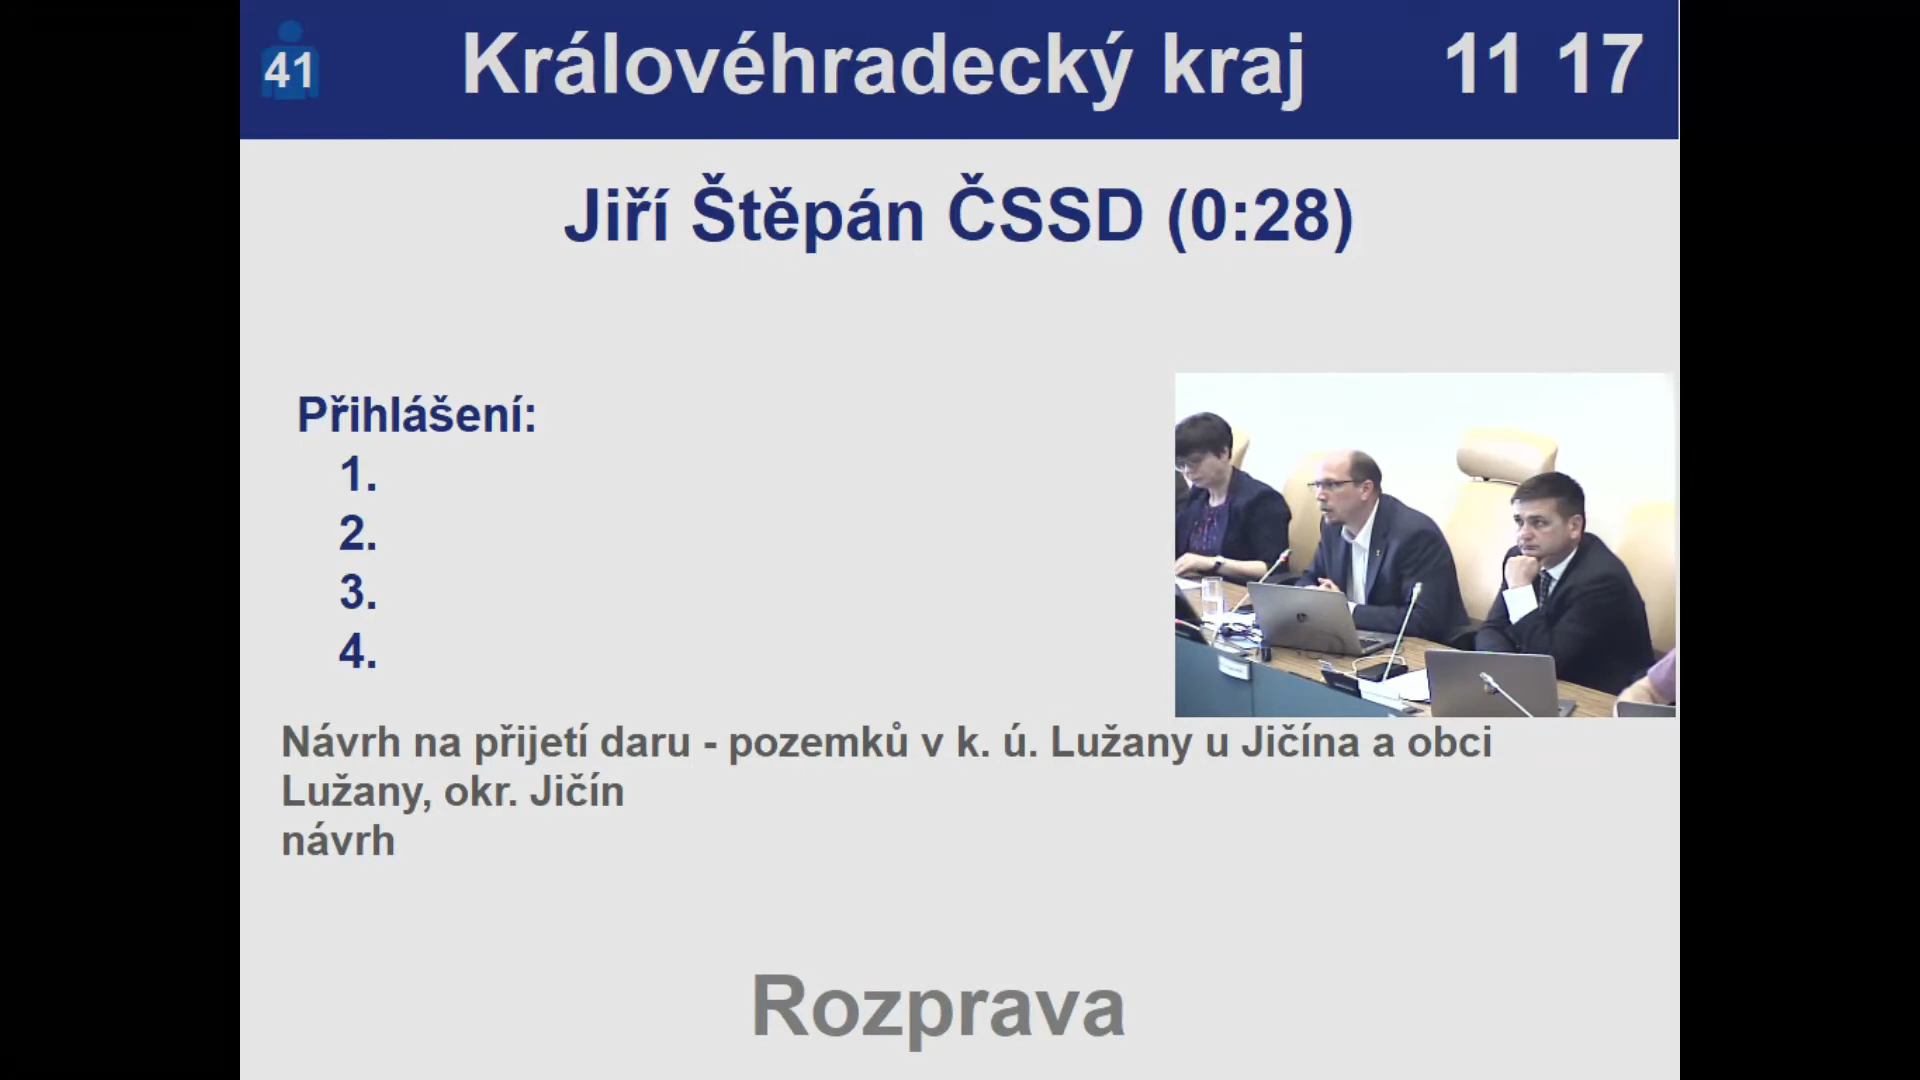 41
Královéhradecký kraj
11 17
Jiří Štěpán ČSSD (0:28)
Přihlášení:
1.
2.
3.
4.
Návrh na přijetí daru - pozemků v k. ú. Lužany u Jičína a obci
Lužany, okr. Jičín
návrh
Rozprava